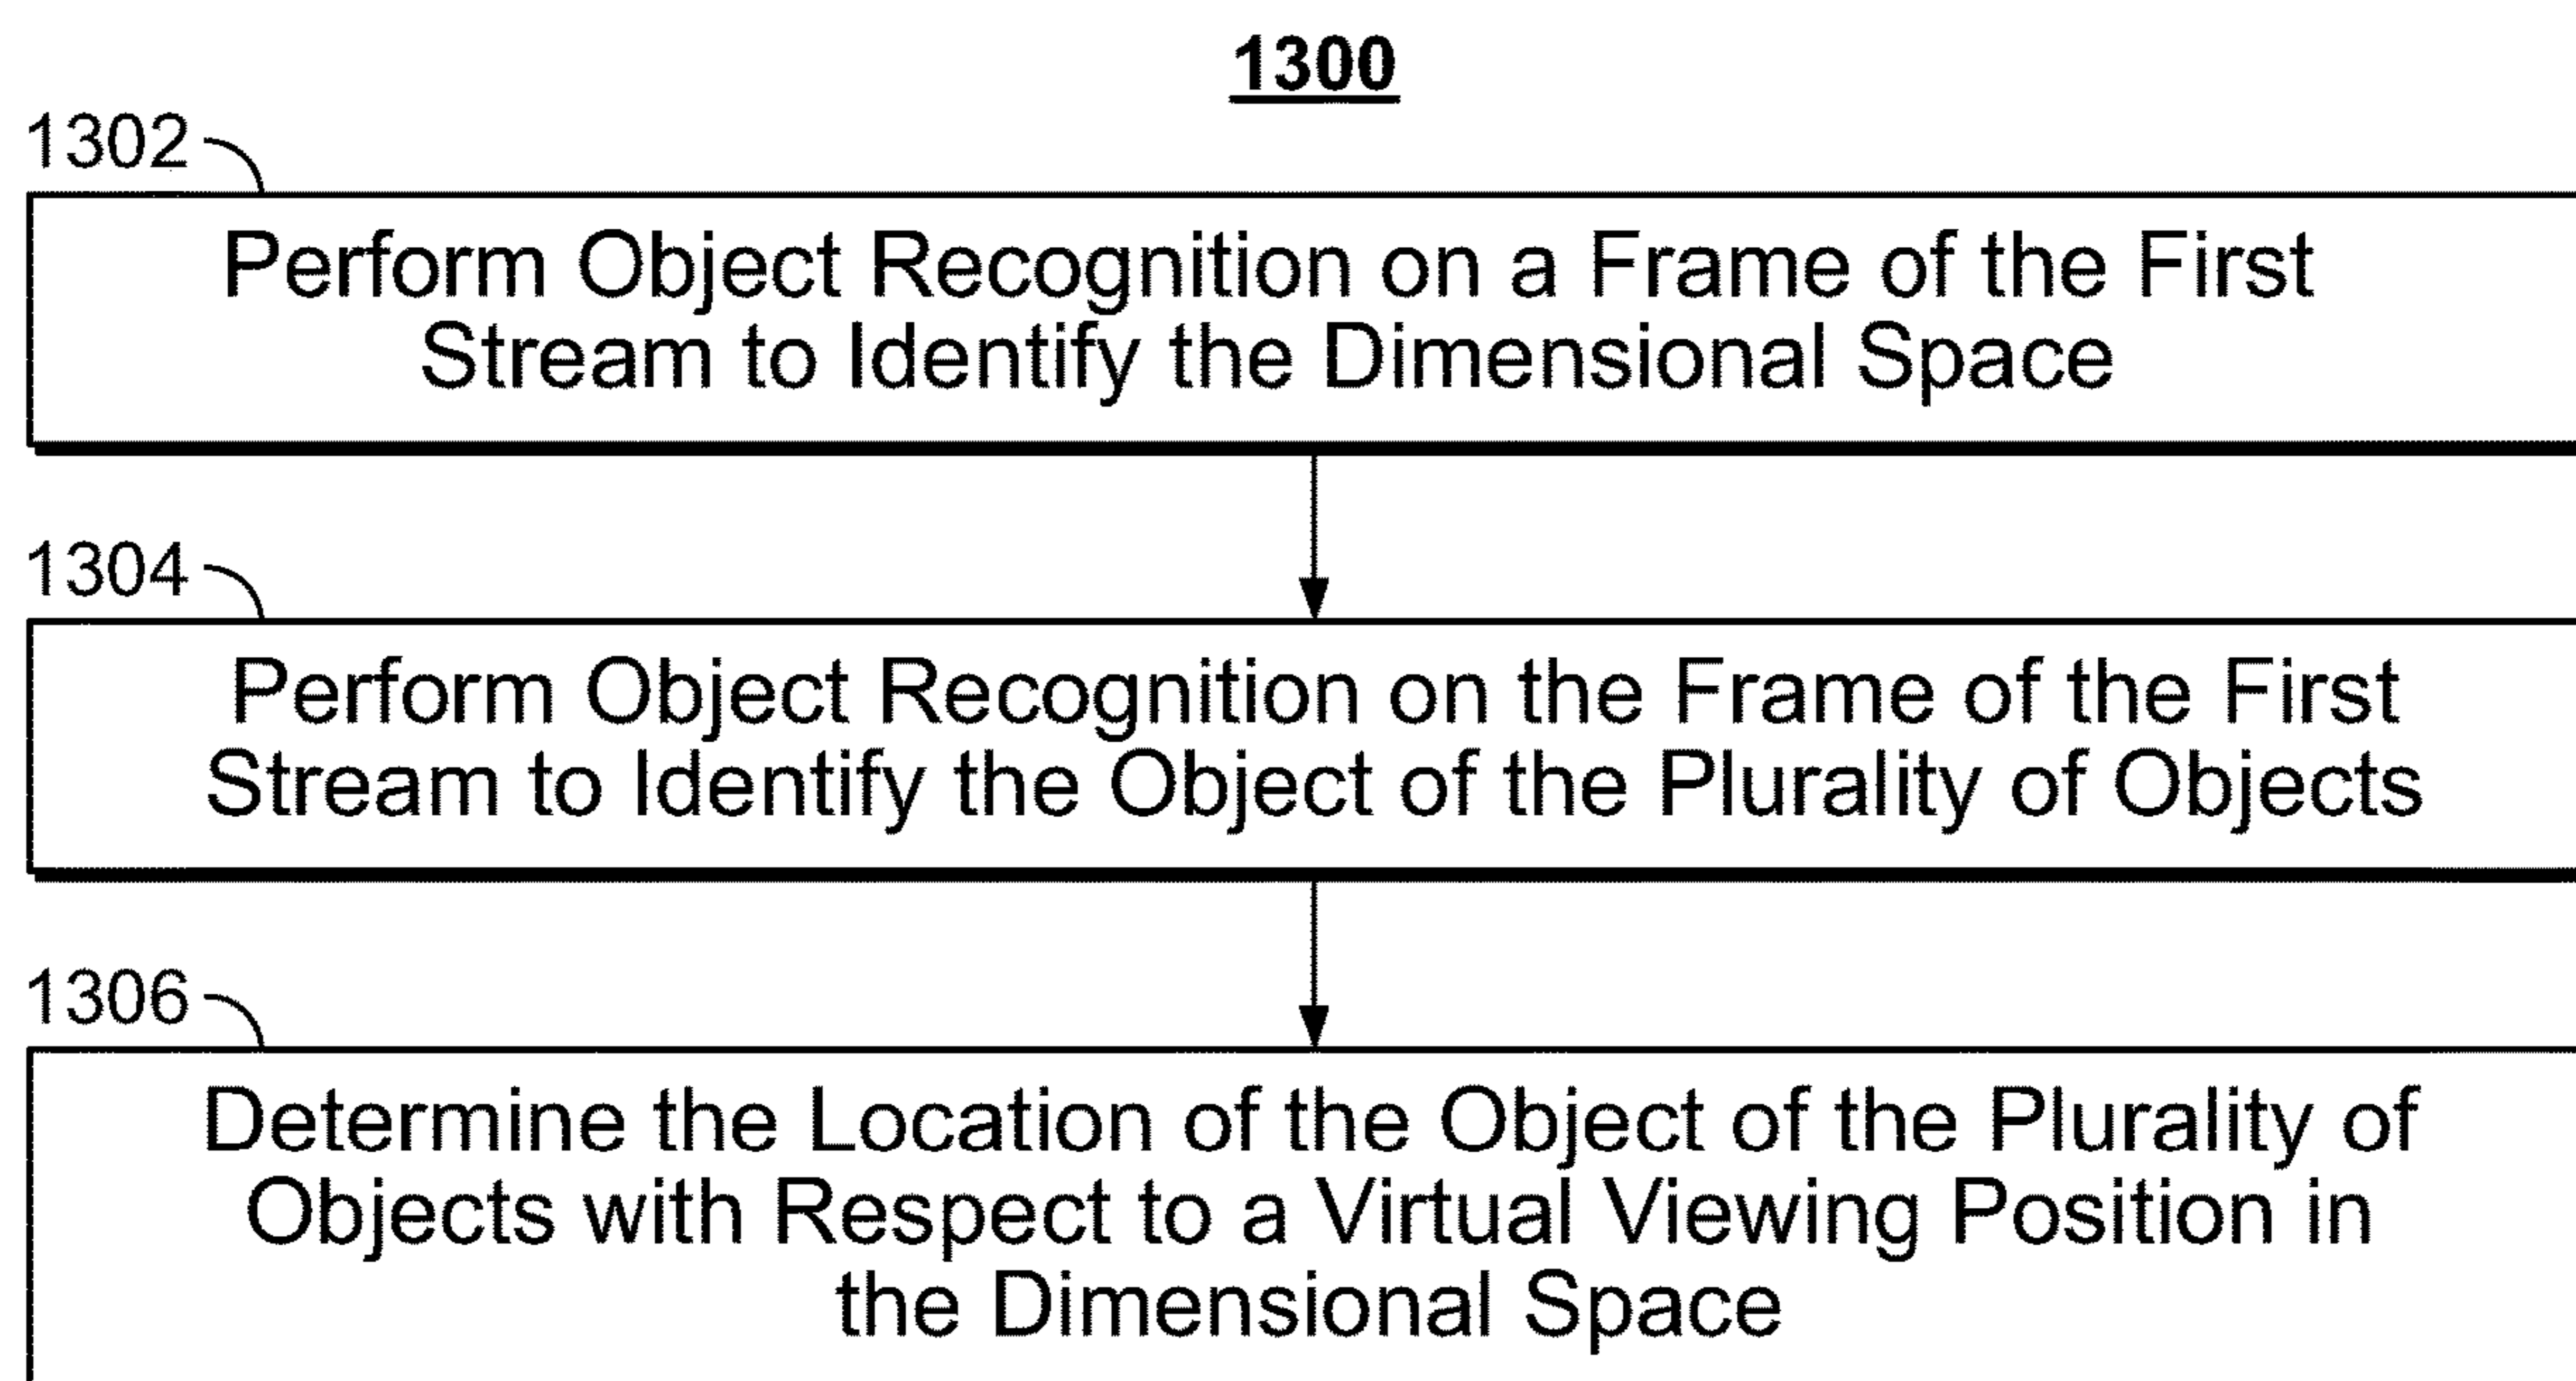 1300
1302
Perform Object Recognition on a Frame of the First
Stream to Identify the Dimensional Space
1304
Perform Object Recognition on the Frame of the First
Stream to Identify the Object of the Plurality of Objects
1306
Determine the Location of the Object of the Plurality of
Objects with Respect to a Virtual Viewing Position in
the Dimensional Space